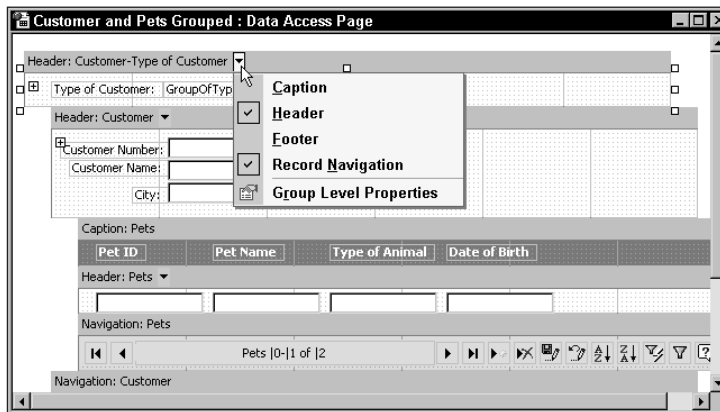 Customer and Pets Grouped : Data Access Page
Header: Customer-Type of Customer
Type of Customer: GroupOfTyp
Caption
Header
Footer
Record Navigation
Group Level Properties
Header: Customer
Customer Number:
Customer Name:
City:
Caption: Pets
Pet ID Pet Name Type of Animal Date of Birth
Header: Pets
Navigation: Pets
Pets |0-|1 of |2
Navigation: Customer